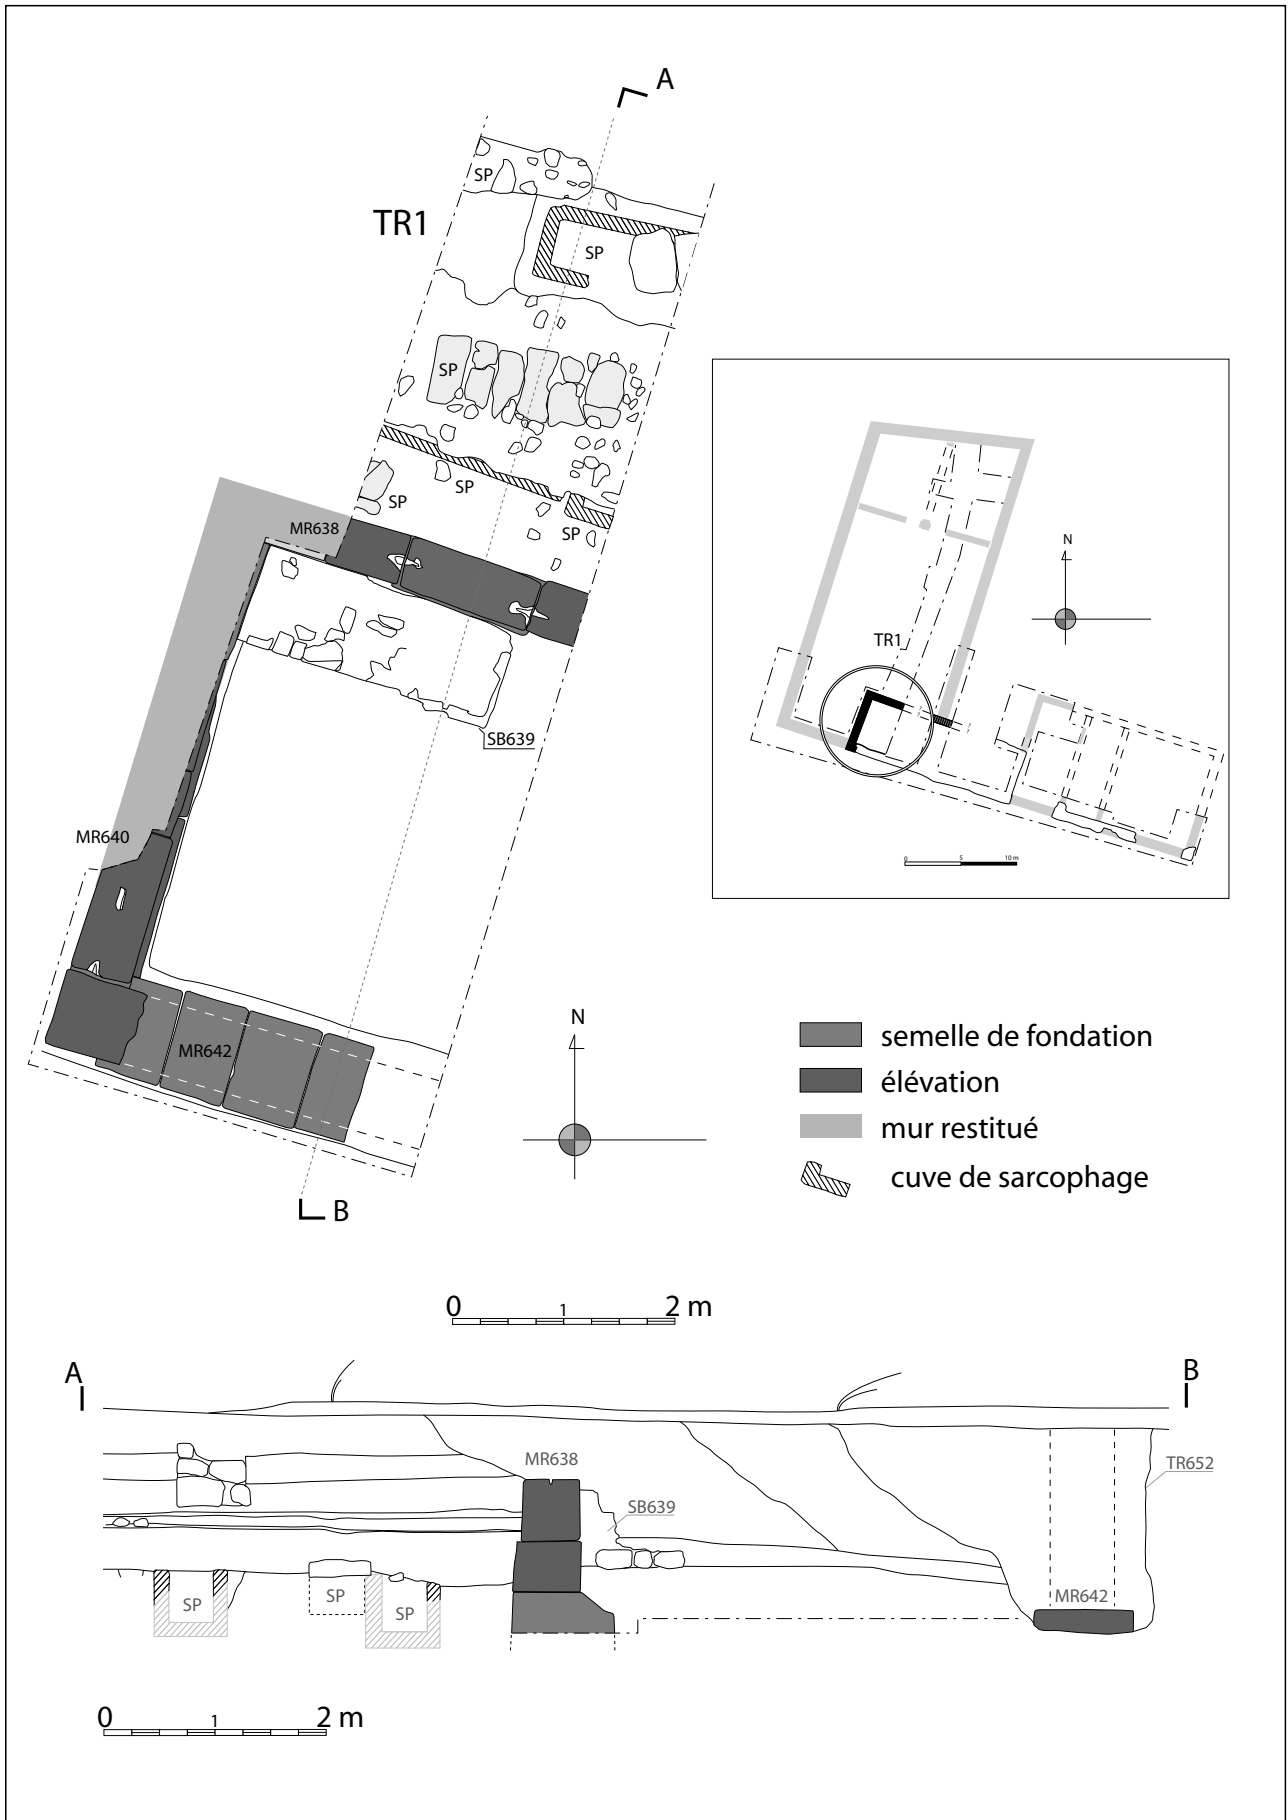 A
SP
TR1
SP
SP
SP
SP
SP
MR638
SB639
MR640
MR642
B
N
TR1
N
0 5 10 m
semelle de fondation
élévation
mur restitué
cuve de sarcophage
0 1 2 m
A
B
MR638
TR652
SB639
SP
SP
SP
MR642
0 1 2 m